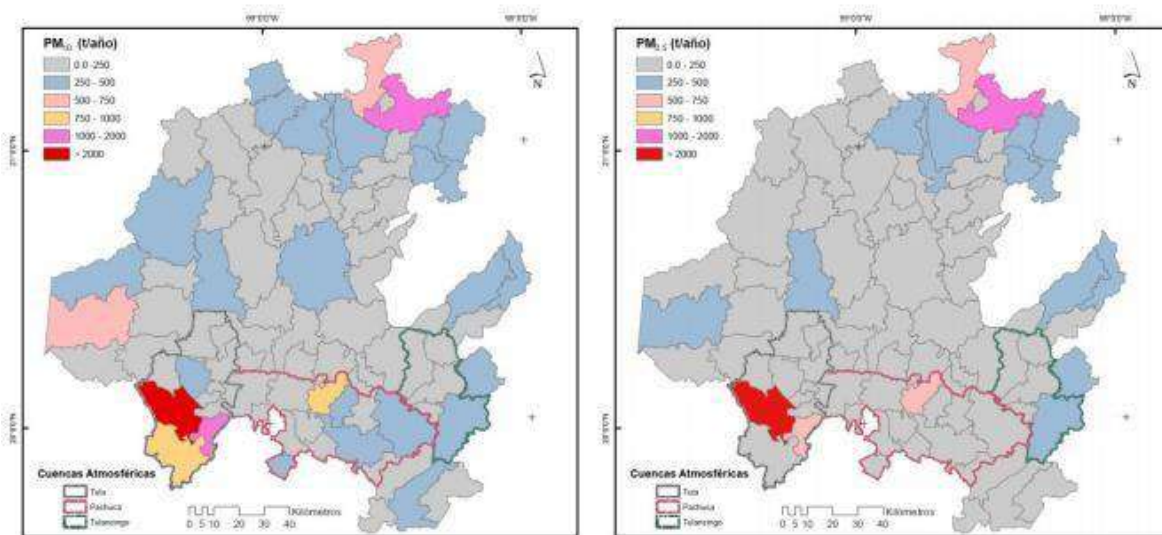 PM10 (t/año)
0.0 -250
250 - 500
500 - 750
750 - 1000
1000 - 2000
> 2000
N
Cuencas Atmosféricas
Tula
Pachuca
Tulancingo
Kilómetros
0 5 10 20 30 40
PM2.5 (t/año)
0.0 -250
250 - 500
500 - 750
750 - 1000
1000 - 2000
> 2000
N
Cuencas Atmosféricas
Tula
Pachuca
Tulancingo
Kilómetros
0 5 10 20 30 40